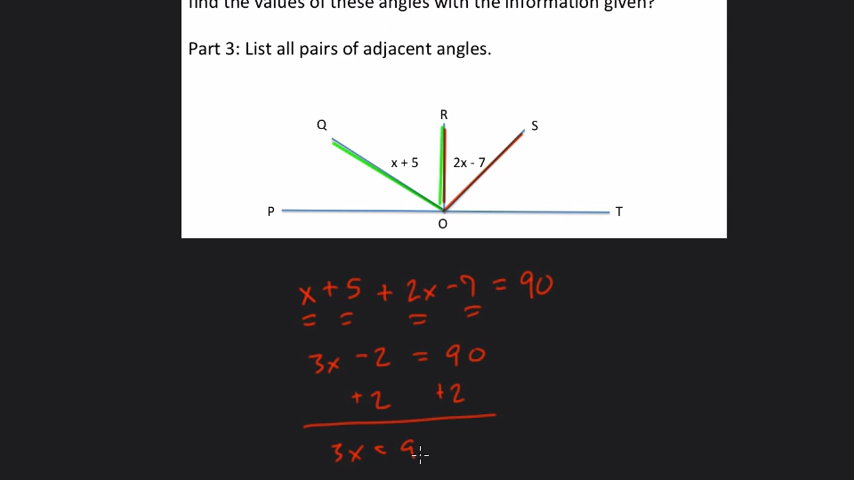 find the values of these angles with the information given?
Part 3: List all pairs of adjacent angles.
R
Q
S
x + 5
2x - 7
P
T
O
x + 5 + 2x - 7 = 90
3x - 2 = 90
+ 2 + 2
3x = 9